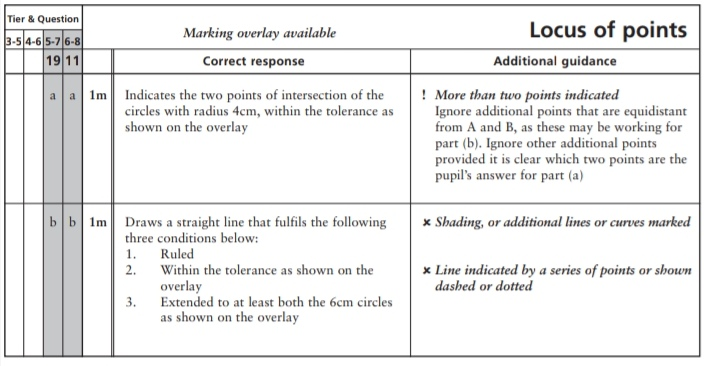 Tier & Question
3-5 4-6 5-7 6-8
19 11
Marking overlay available
Locus of points
Correct response
Additional guidance
a a 1m
Indicates the two points of intersection of the
circles with radius 4cm, within the tolerance as
shown on the overlay
! More than two points indicated
Ignore additional points that are equidistant
from A and B, as these may be working for
part (b). Ignore other additional points
provided it is clear which two points are the
pupil's answer for part (a)
b b 1m
Draws a straight line that fulfils the following
three conditions below:
1. Ruled
2. Within the tolerance as shown on the
overlay
3. Extended to at least both the 6cm circles
as shown on the overlay
× Shading, or additional lines or curves marked
× Line indicated by a series of points or shown
dashed or dotted